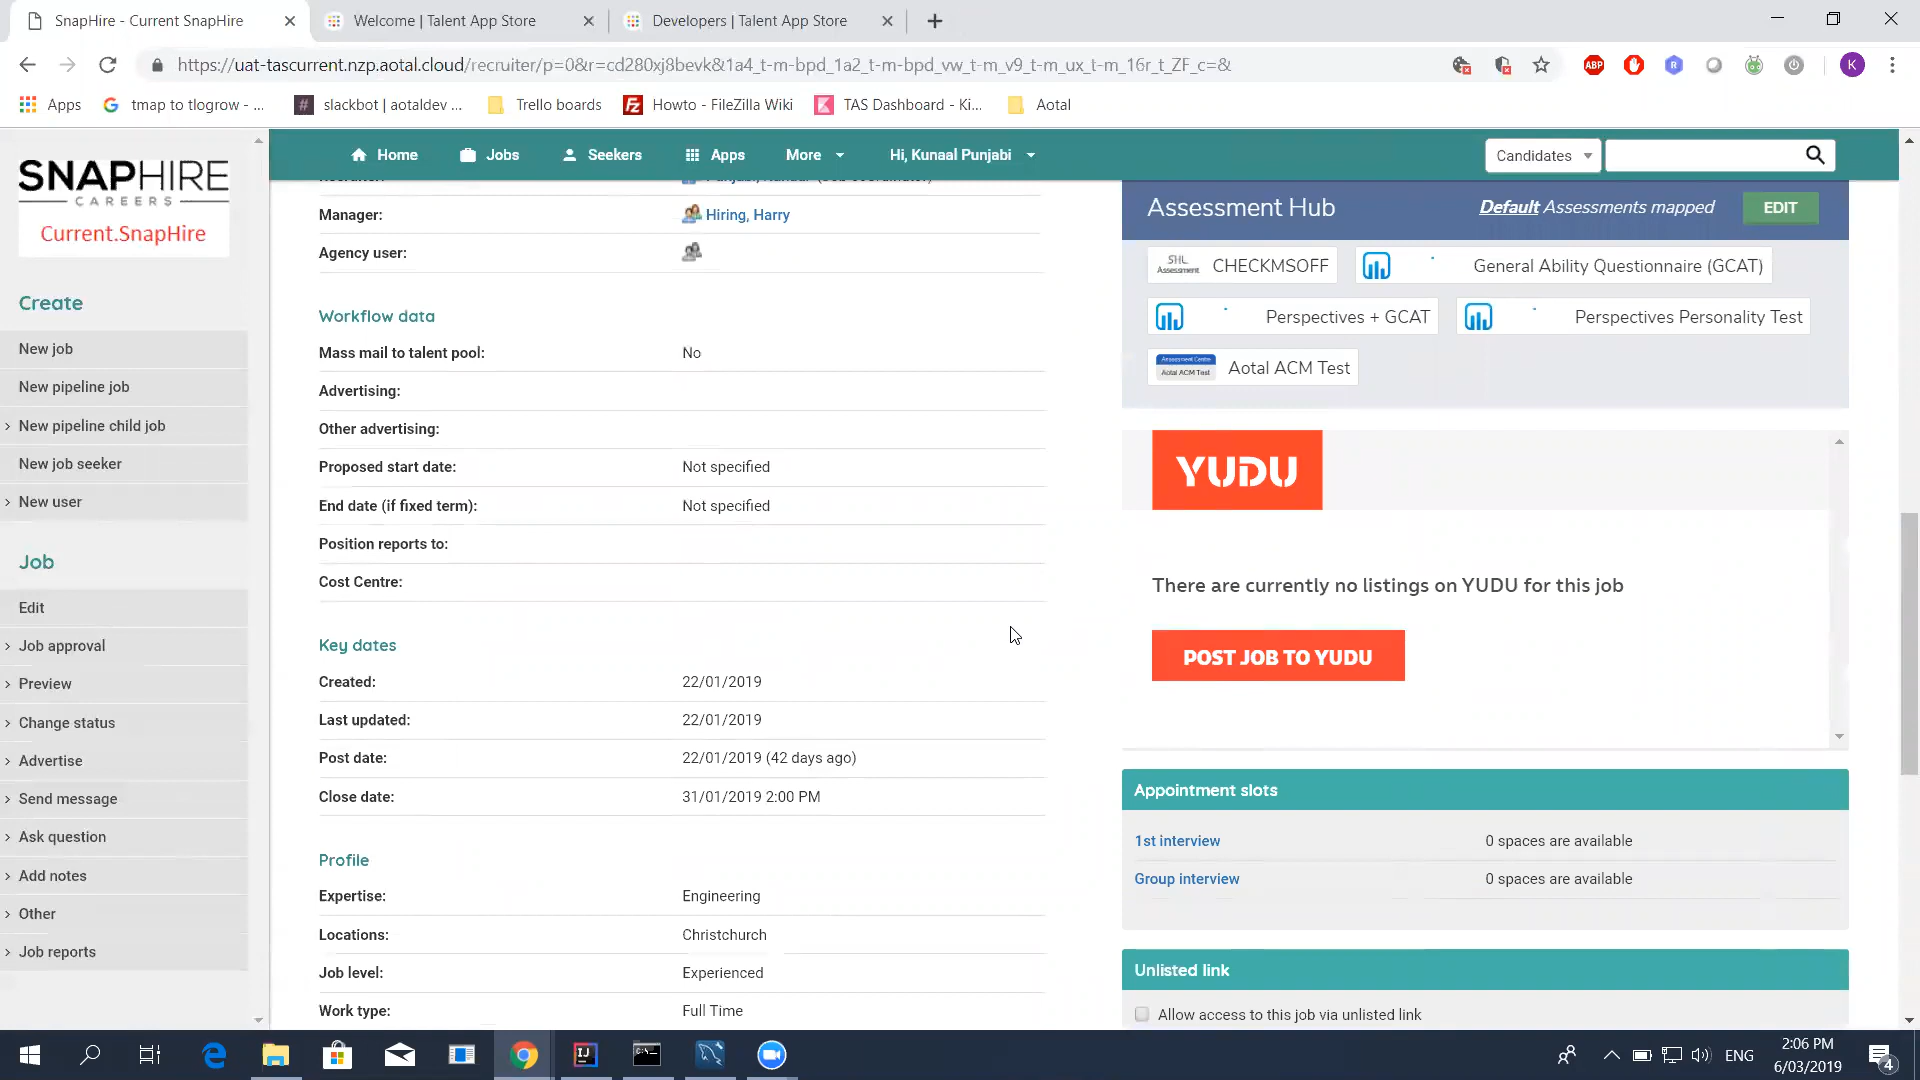 SnapHire - Current SnapHire
Welcome | Talent App Store
Developers | Talent App Store
https://uat-tascurrent.nzp.aotal.cloud/recruiter/p=0&r=cd280xj8bevk&1a4_t-m-bpd_1a2_t-m-bpd_vw_t-m_v9_t-m_ux_t-m_16r_t_ZF_c=&
ABP
R
K
Apps
tmap to tlogrow - ...
slackbot | aotaldev ...
Trello boards
Howto - FileZilla Wiki
TAS Dashboard - Ki...
Aotal
SNAPHIRE
CAREERS
Current.SnapHire
Home
Jobs
Seekers
Apps
More
Hi, Kunaal Punjabi
Candidates
Create
New job
New pipeline job
New pipeline child job
New job seeker
New user
Job
Edit
Job approval
Preview
Change status
Advertise
Send message
Ask question
Add notes
Other
Job reports
Manager: Hiring, Harry
Agency user:
Workflow data
Mass mail to talent pool: No
Advertising:
Other advertising:
Proposed start date: Not specified
End date (if fixed term): Not specified
Position reports to:
Cost Centre:
Key dates
Created: 22/01/2019
Last updated: 22/01/2019
Post date: 22/01/2019 (42 days ago)
Close date: 31/01/2019 2:00 PM
Profile
Expertise: Engineering
Locations: Christchurch
Job level: Experienced
Work type: Full Time
Assessment Hub
Default Assessments mapped
EDIT
SHL Assessment CHECKMSOFF
General Ability Questionnaire (GCAT)
Perspectives + GCAT
Perspectives Personality Test
Assessment Centre
Aotal ACM Test
Aotal ACM Test
YUDU
There are currently no listings on YUDU for this job
POST JOB TO YUDU
Appointment slots
1st interview 0 spaces are available
Group interview 0 spaces are available
Unlisted link
Allow access to this job via unlisted link
ENG
2:06 PM
6/03/2019
4